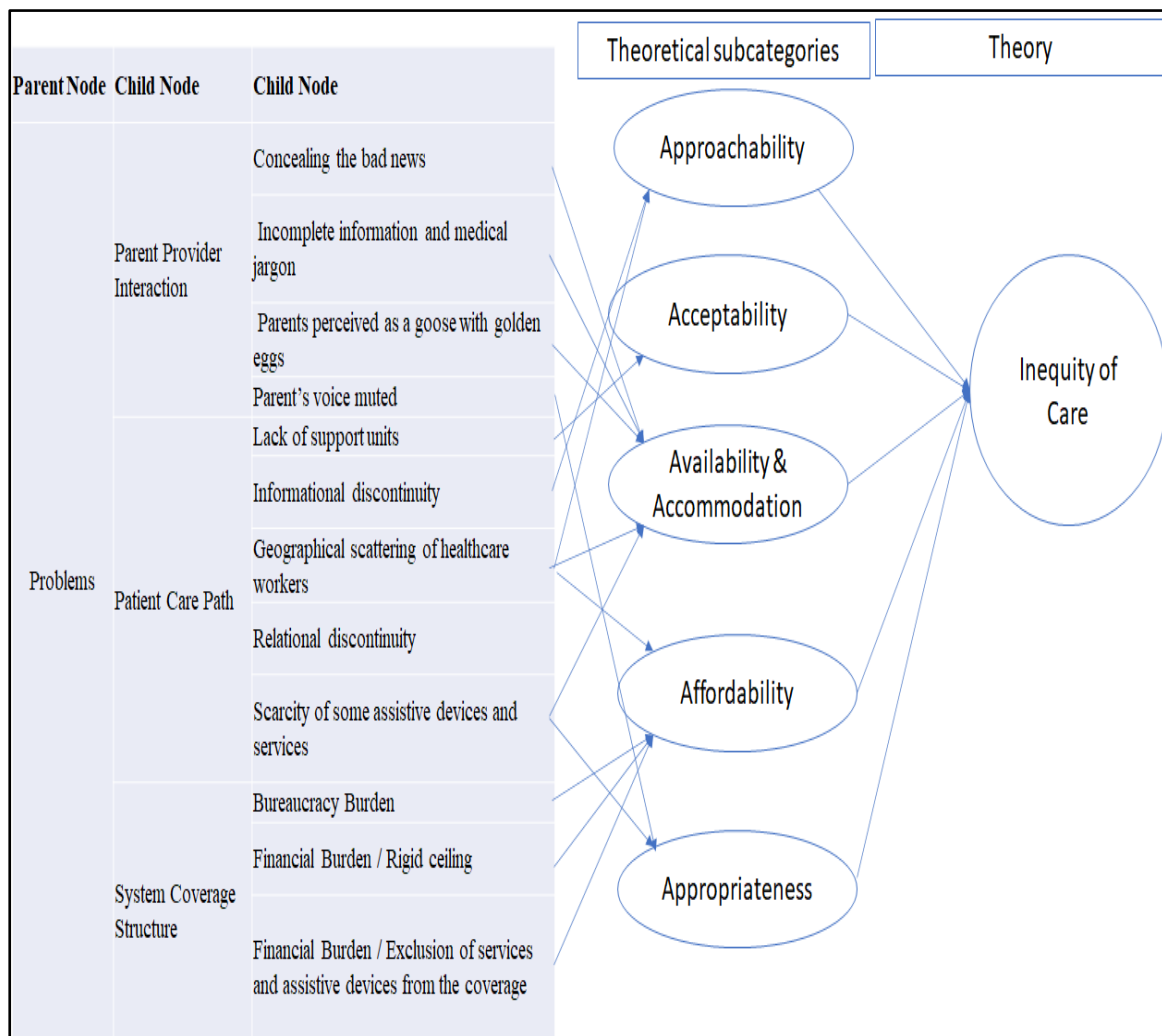 Theoretical subcategories
Theory
Parent Node
Child Node
Child Node
Problems
Parent Provider
Interaction
Concealing the bad news
Incomplete information and medical
jargon
Parents perceived as a goose with golden
eggs
Parent’s voice muted
Patient Care Path
Lack of support units
Informational discontinuity
Geographical scattering of healthcare
workers
Relational discontinuity
Scarcity of some assistive devices and
services
System Coverage
Structure
Bureaucracy Burden
Financial Burden / Rigid ceiling
Financial Burden / Exclusion of services
and assistive devices from the coverage
Approachability
Acceptability
Availability &
Accommodation
Affordability
Appropriateness
Inequity of
Care